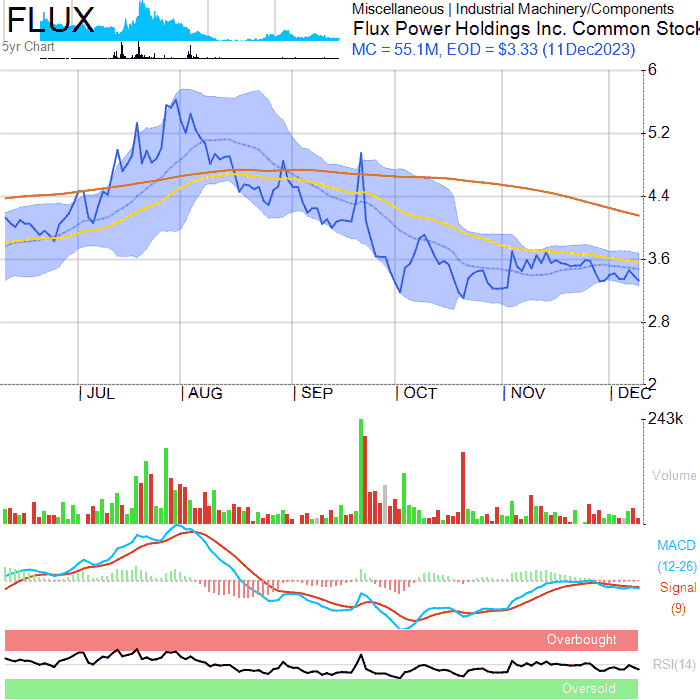 FLUX
5yr Chart
Miscellaneous | Industrial Machinery/Components
Flux Power Holdings Inc. Common Stock
MC = 55.1M, EOD = $3.33 (11Dec2023)
6
5.2
4.4
3.6
2.8
2
JUL AUG SEP OCT NOV DEC
243k
Volume
MACD
(12-26)
Signal
(9)
Overbought
RSI(14)
Oversold